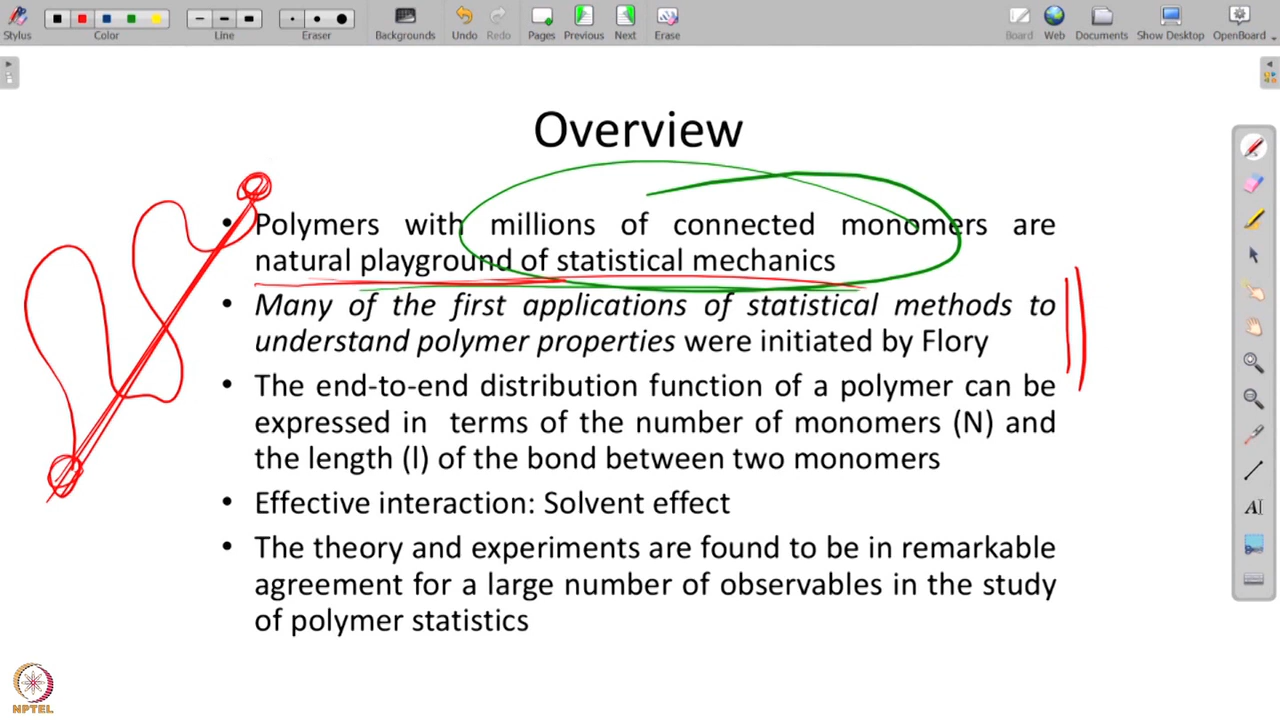 Stylus
Color
Line
Eraser
Backgrounds
Undo
Redo
Pages
Previous
Next
Erase
Board
Web
Documents
Show Desktop
OpenBoard
Overview
• Polymers with millions of connected monomers are
natural playground of statistical mechanics
• Many of the first applications of statistical methods to
understand polymer properties were initiated by Flory
• The end-to-end distribution function of a polymer can be
expressed in terms of the number of monomers (N) and
the length (l) of the bond between two monomers
• Effective interaction: Solvent effect
• The theory and experiments are found to be in remarkable
agreement for a large number of observables in the study
of polymer statistics
NPTEL